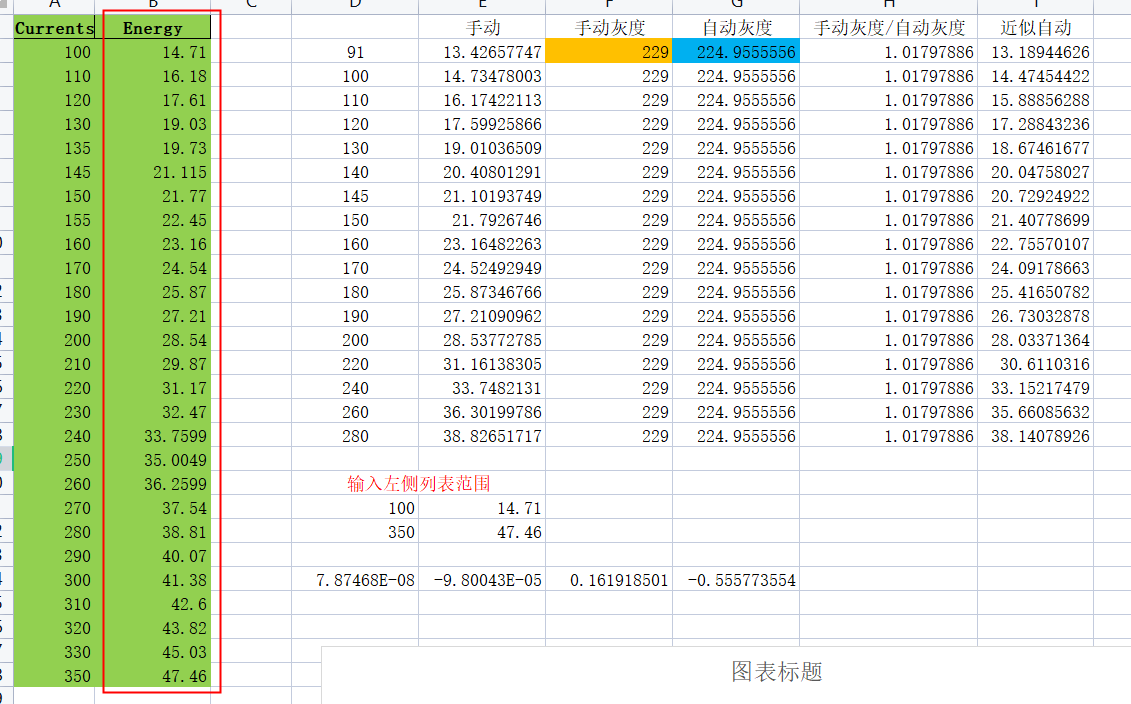 A B C D E F G H I
Currents Energy 手动 手动灰度 自动灰度 手动灰度/自动灰度 近似自动
100 14.71 91 13.42657747 229 224.9555556 1.01797886 13.18944626
110 16.18 100 14.73478003 229 224.9555556 1.01797886 14.47454422
120 17.61 110 16.17422113 229 224.9555556 1.01797886 15.88856288
130 19.03 120 17.59925866 229 224.9555556 1.01797886 17.28843236
135 19.73 130 19.01036509 229 224.9555556 1.01797886 18.67461677
145 21.115 140 20.40801291 229 224.9555556 1.01797886 20.04758027
150 21.77 145 21.10193749 229 224.9555556 1.01797886 20.72924922
155 22.45 150 21.7926746 229 224.9555556 1.01797886 21.40778699
160 23.16 160 23.16482263 229 224.9555556 1.01797886 22.75570107
170 24.54 170 24.52492949 229 224.9555556 1.01797886 24.09178663
180 25.87 180 25.87346766 229 224.9555556 1.01797886 25.41650782
190 27.21 190 27.21090962 229 224.9555556 1.01797886 26.73032878
200 28.54 200 28.53772785 229 224.9555556 1.01797886 28.03371364
210 29.87 220 31.16138305 229 224.9555556 1.01797886 30.6110316
220 31.17 240 33.7482131 229 224.9555556 1.01797886 33.15217479
230 32.47 260 36.30199786 229 224.9555556 1.01797886 35.66085632
240 33.7599 280 38.82651717 229 224.9555556 1.01797886 38.14078926
250 35.0049
260 36.2599 输入左侧列表范围
270 37.54 100 14.71
280 38.81 350 47.46
290 40.07
300 41.38 7.87468E-08 -9.80043E-05 0.161918501 -0.555773554
310 42.6
320 43.82
330 45.03
350 47.46 图表标题